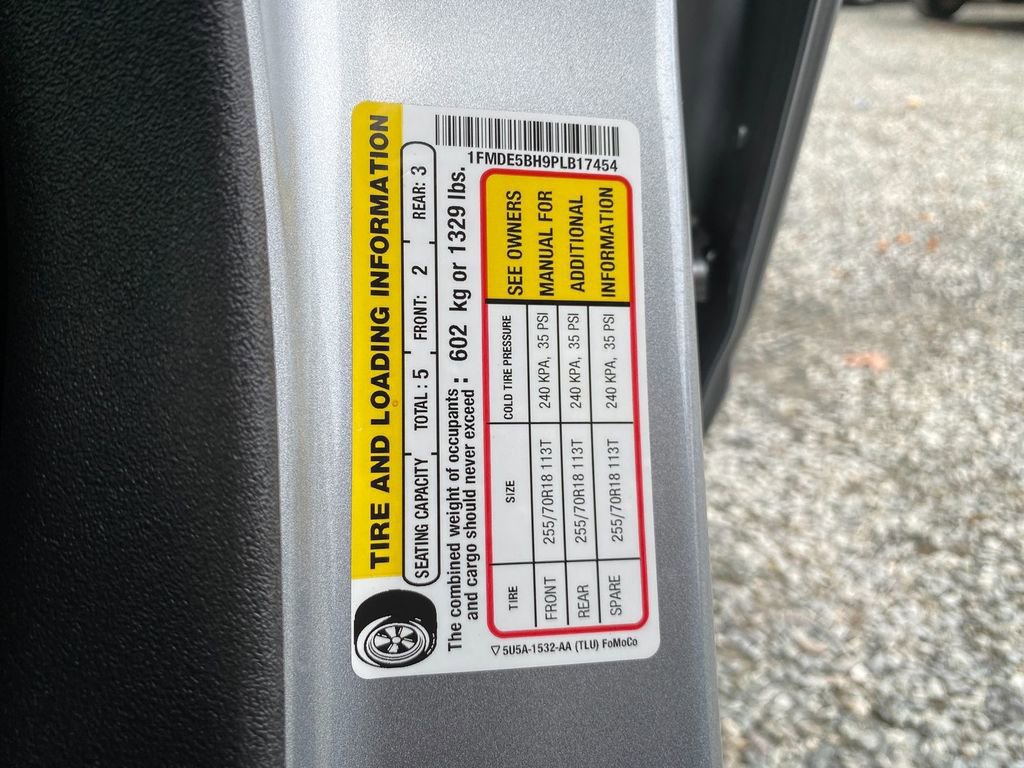 TIRE AND LOADING INFORMATION
SEATING CAPACITY TOTAL : 5 FRONT: 2 REAR: 3
The combined weight of occupants
and cargo should never exceed : 602 kg or 1329 lbs.
1FMDE5BH9PLB17454
TIRE SIZE COLD TIRE PRESSURE
FRONT 255/70R18 113T 240 KPA, 35 PSI
REAR 255/70R18 113T 240 KPA, 35 PSI
SPARE 255/70R18 113T 240 KPA, 35 PSI
SEE OWNERS
MANUAL FOR
ADDITIONAL
INFORMATION
5U5A-1532-AA (TLU) FoMoCo